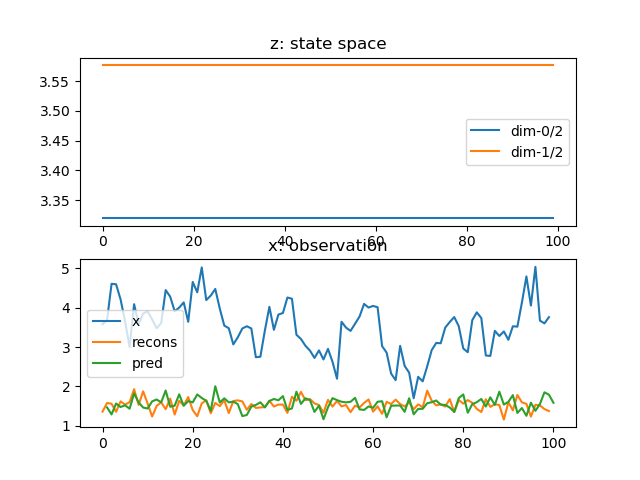 z: state space
3.55
3.50
3.45
3.40
3.35
dim-0/2
dim-1/2
0 20 40 60 80 100
x: observation
5
4
3
2
1
x
recons
pred
0 20 40 60 80 100